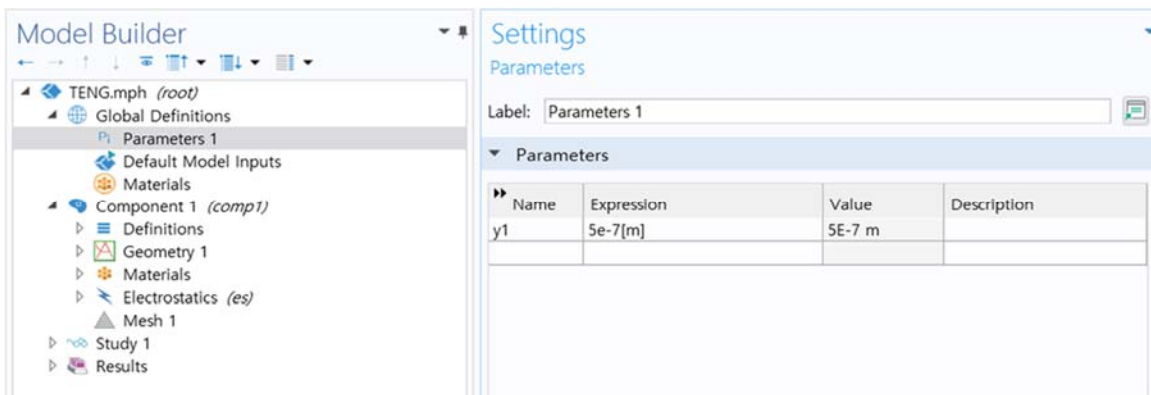 Model Builder
TENG.mph (root)
Global Definitions
Pi Parameters 1
Default Model Inputs
Materials
Component 1 (comp1)
Definitions
Geometry 1
Materials
Electrostatics (es)
Mesh 1
Study 1
Results
Settings
Parameters
Label: Parameters 1
Parameters
Name Expression Value Description
y1 5e-7[m] 5E-7 m